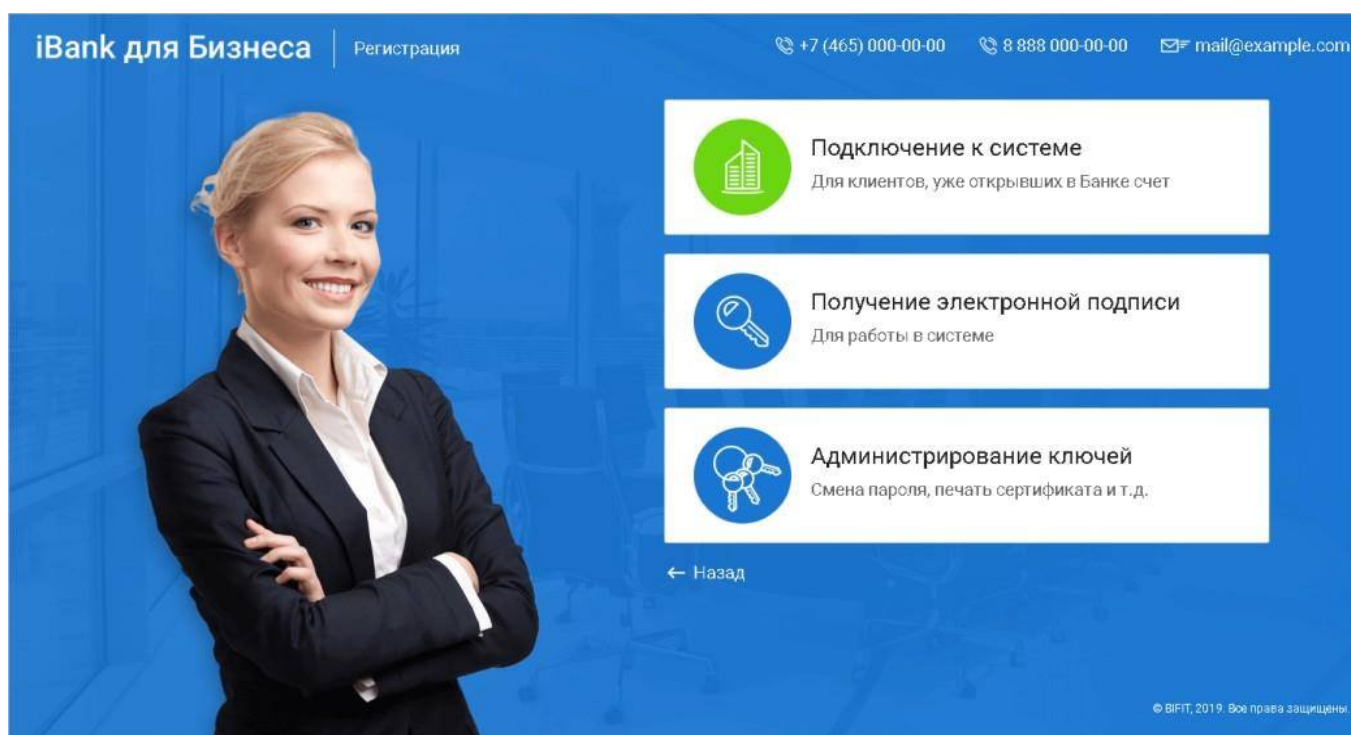 iBank для Бизнеса
Регистрация
+7 (465) 000-00-00
8 888 000-00-00
mail@example.com
Подключение к системе
Для клиентов, уже открывших в Банке счет
Получение электронной подписи
Для работы в системе
Администрирование ключей
Смена пароля, печать сертификата и т.д.
← Назад
© BIFIT, 2019. Все права защищены.